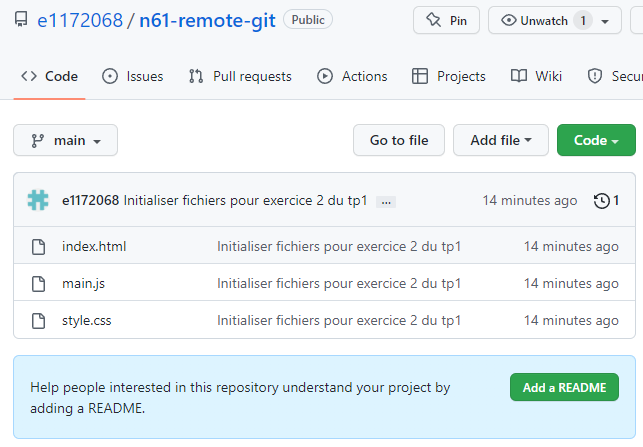 e1172068 / n61-remote-git Public Pin Unwatch 1
Code Issues Pull requests Actions Projects Wiki Secur
main Go to file Add file Code
e1172068 Initialiser fichiers pour exercice 2 du tp1 ... 14 minutes ago 1
index.html Initialiser fichiers pour exercice 2 du tp1 14 minutes ago
main.js Initialiser fichiers pour exercice 2 du tp1 14 minutes ago
style.css Initialiser fichiers pour exercice 2 du tp1 14 minutes ago
Help people interested in this repository understand your project by
adding a README.
Add a README